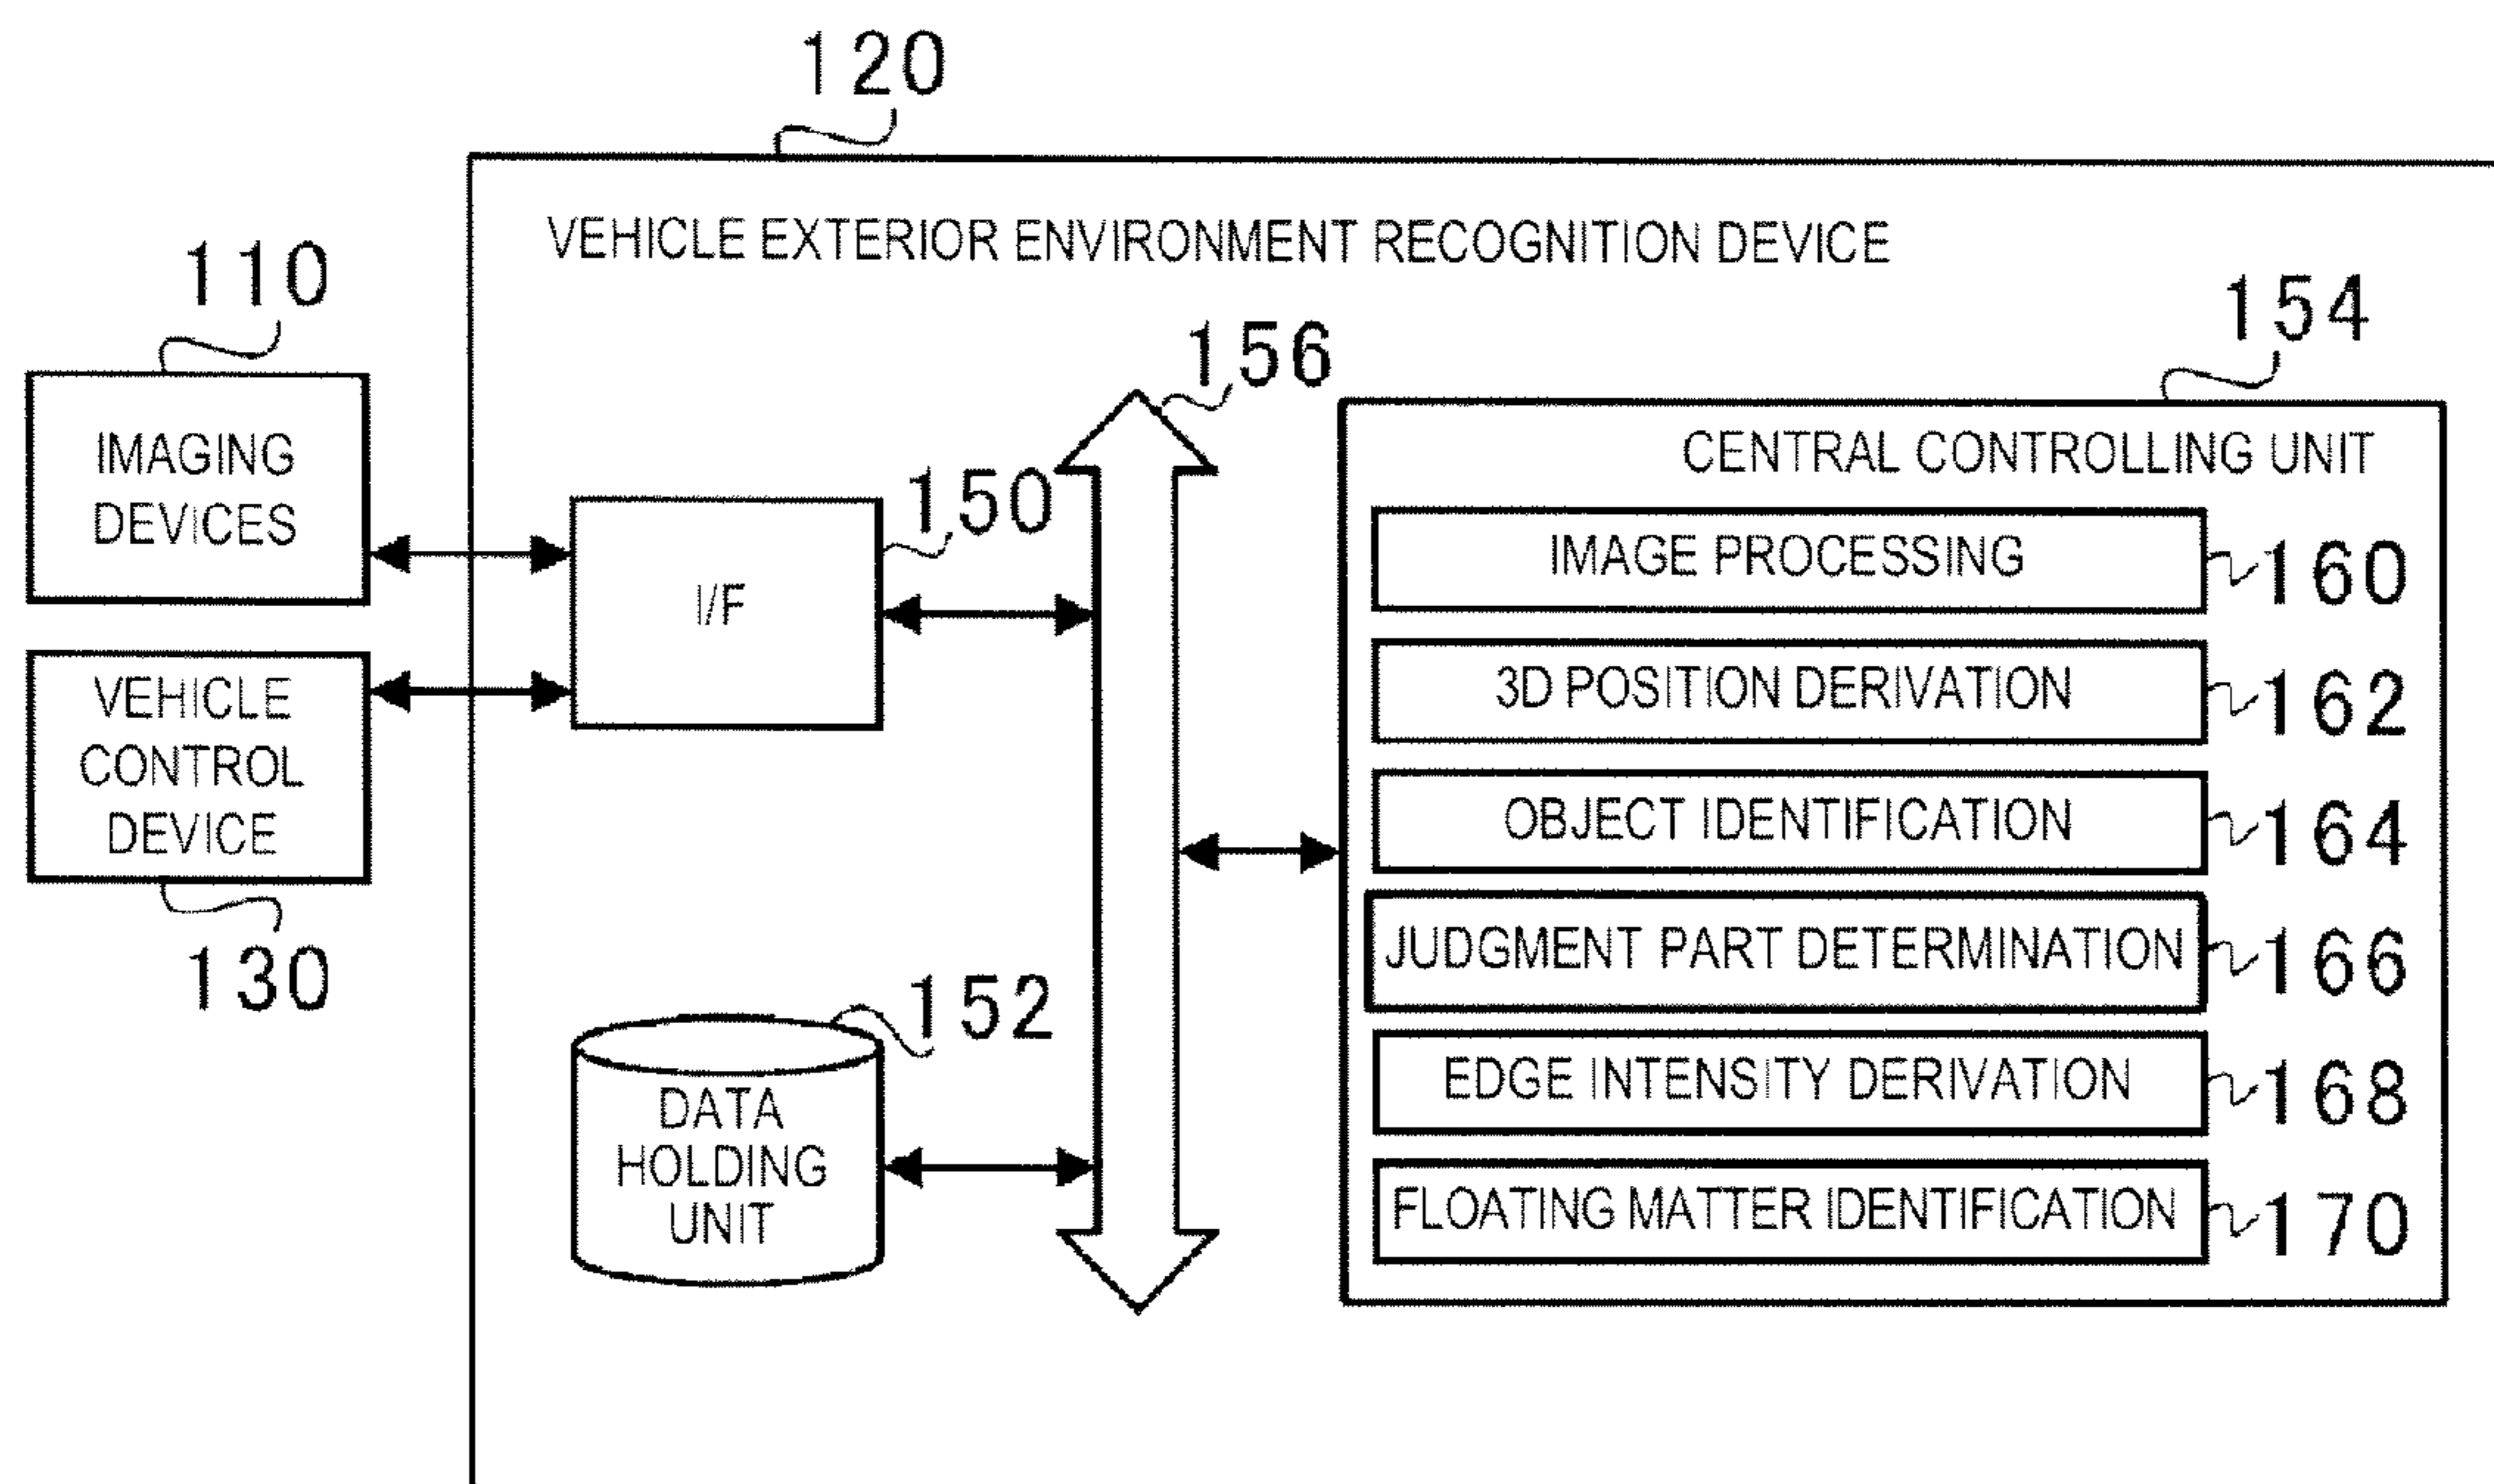 120
VEHICLE EXTERIOR ENVIRONMENT RECOGNITION DEVICE
110
IMAGING
DEVICES
VEHICLE
CONTROL
DEVICE
130
I/F
150
156
152
DATA
HOLDING
UNIT
154
CENTRAL CONTROLLING UNIT
IMAGE PROCESSING
160
3D POSITION DERIVATION
162
OBJECT IDENTIFICATION
164
JUDGMENT PART DETERMINATION
166
EDGE INTENSITY DERIVATION
168
FLOATING MATTER IDENTIFICATION
170